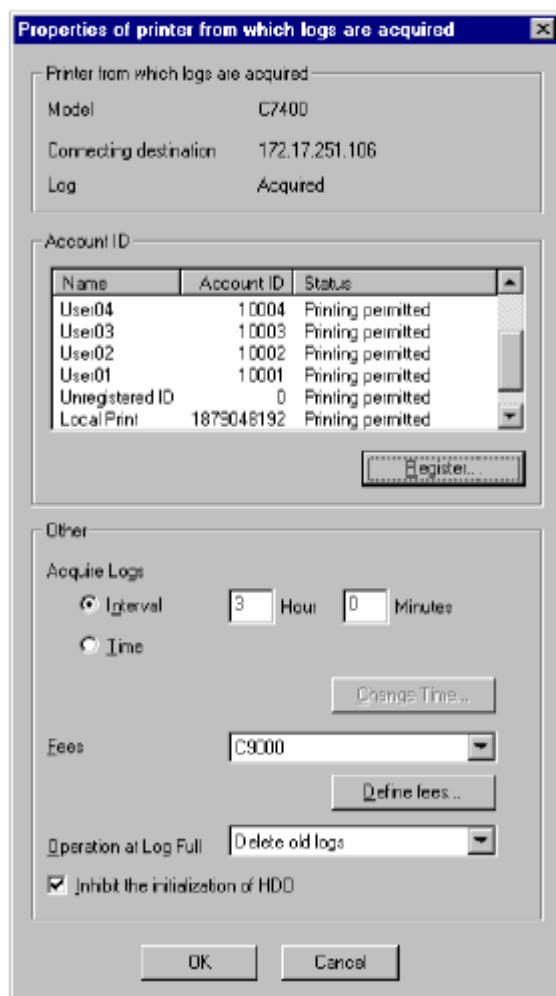 Properties of printer from which logs are acquired
Printer from which logs are acquired
Model C7400
Connecting destination 172.17.251.106
Log Acquired
Account ID
Name Account ID Status
User04 10004 Printing permitted
User03 10003 Printing permitted
User02 10002 Printing permitted
User01 10001 Printing permitted
Unregistered ID 0 Printing permitted
Local Print 1879048192 Printing permitted
Register...
Other
Acquire Logs
Interval 3 Hour 0 Minutes
Time
Change Time...
Fees C9000
Define fees...
Operation at Log Full Delete old logs
Inhibit the initialization of HDD
OK Cancel